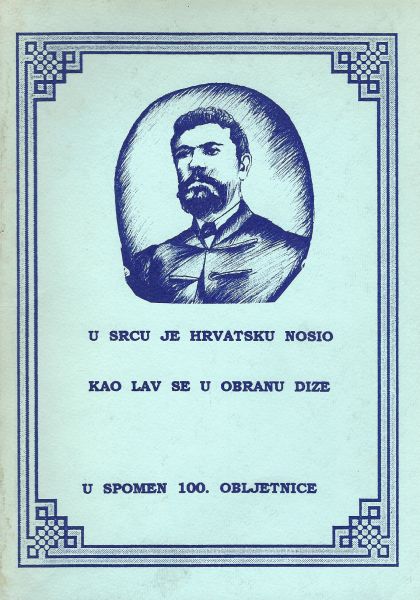 U SRCU JE HRVATSKU NOSIO
KAO LAV SE U OBRANU DIZE
U SPOMEN 100. OBLJETNICE